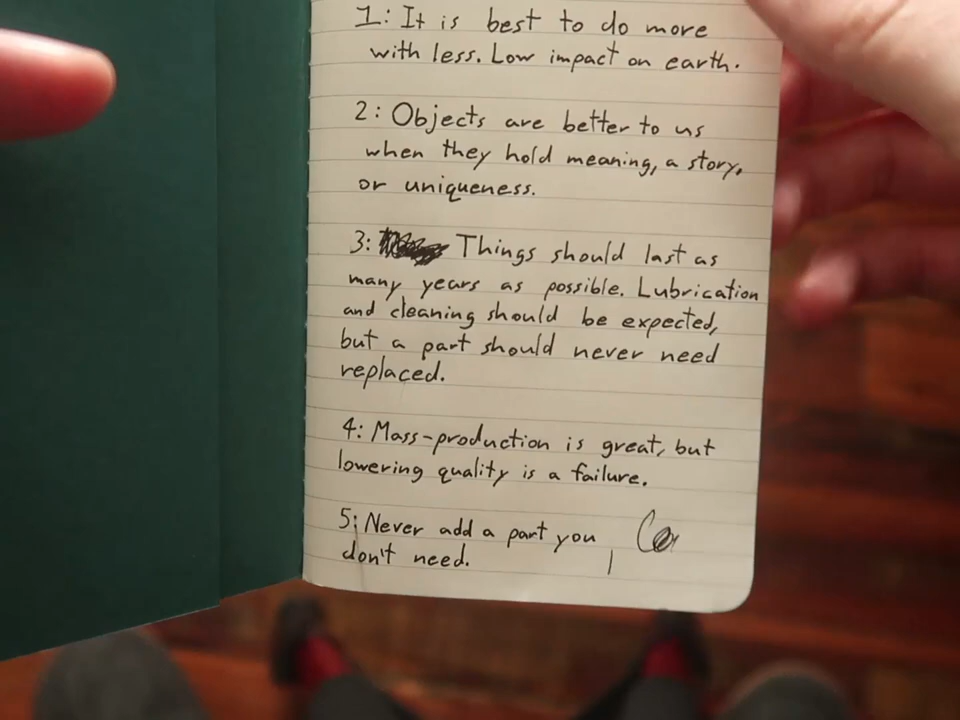 1: It is best to do more
with less. Low impact on earth.
2: Objects are better to us
when they hold meaning, a story,
or uniqueness.
3: Things should last as
many years as possible. Lubrication
and cleaning should be expected,
but a part should never need
replaced.
4: Mass-production is great, but
lowering quality is a failure.
5: Never add a part you
don't need.